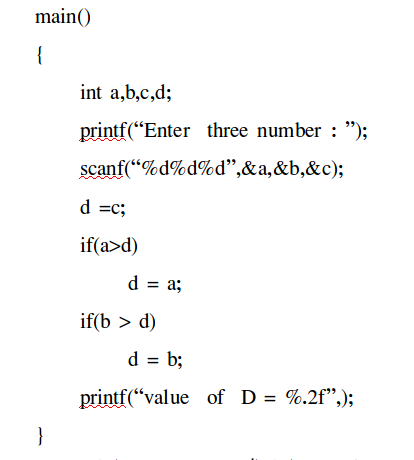 main()
{
int a,b,c,d;
printf(“Enter three number : ”);
scanf(“%d%d%d”,&a,&b,&c);
d =c;
if(a>d)
d = a;
if(b > d)
d = b;
printf(“value of D = %.2f”,);
}